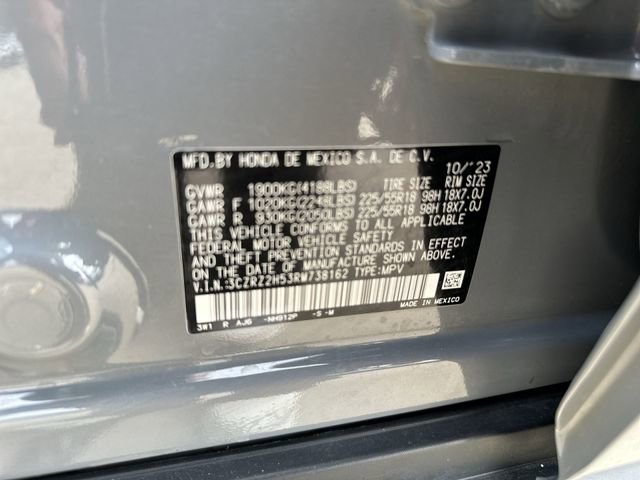 MFD.BY HONDA DE MEXICO S.A. DE C.V. 10/'23
GVWR 1900KG(4188LBS) TIRE SIZE RIM SIZE
GAWR F 1020KG(2248LBS) 225/55R18 98H 18X7.0J
GAWR R 930KG(2050LBS) 225/55R18 98H 18X7.0J
THIS VEHICLE CONFORMS TO ALL APPLICABLE
FEDERAL MOTOR VEHICLE SAFETY, BUMPER,
AND THEFT PREVENTION STANDARDS IN EFFECT
ON THE DATE OF MANUFACTURE SHOWN ABOVE.
V.I.N: TYPE:MPV
3W1 R AJ6 -NH912P -S -M
MADE IN MEXICO